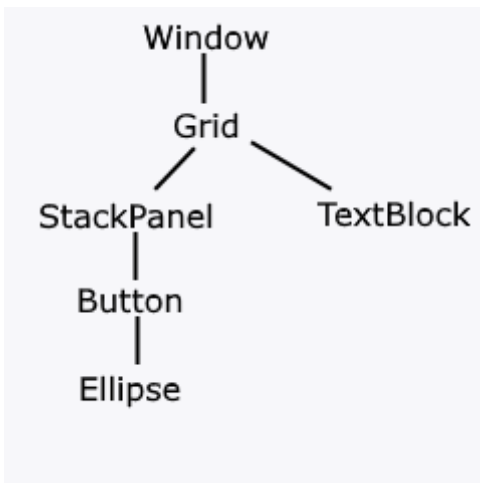 Window
Grid
StackPanel TextBlock
Button
Ellipse